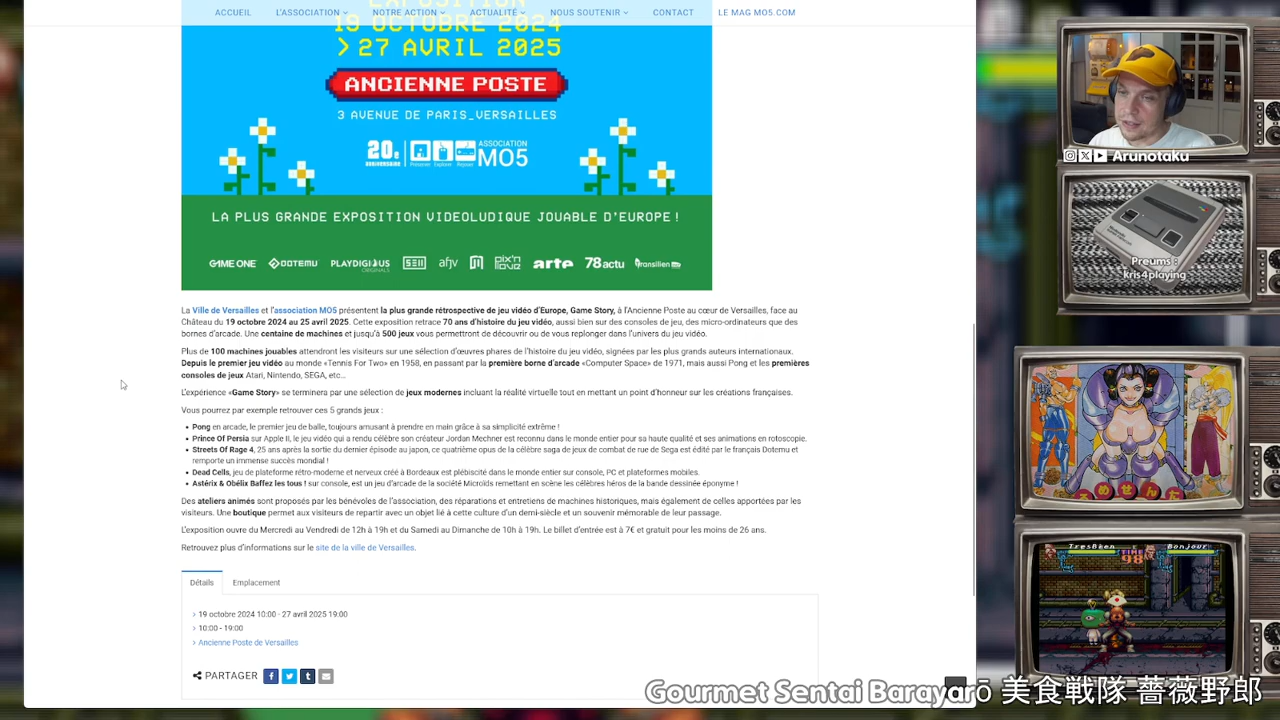 ACCUEIL L'ASSOCIATION NOTRE ACTION ACTUALITÉ NOUS SOUTENIR CONTACT LE MAG MO5.COM
EXPOSITION
19 OCTOBRE 2024
> 27 AVRIL 2025
ANCIENNE POSTE
3 AVENUE DE PARIS_VERSAILLES
20e ANNIVERSAIRE ASSOCIATION MO5
LA PLUS GRANDE EXPOSITION VIDEOLUDIQUE JOUABLE D'EUROPE !
GAME ONE DOTEMU PLAYDIGIOUS ORIGINALS SELL afjv pix'n love arte 78actu transilien
La Ville de Versailles et l'association MO5 présentent la plus grande rétrospective de jeu vidéo d'Europe, Game Story, à l'Ancienne Poste au cœur de Versailles, face au
Château du 19 octobre 2024 au 25 avril 2025. Cette exposition retrace 70 ans d'histoire du jeu vidéo, aussi bien sur des consoles de jeu, des micro-ordinateurs que des
bornes d'arcade. Une centaine de machines et jusqu'à 500 jeux vous permettront de découvrir ou de vous replonger dans l'univers du jeu vidéo.
Plus de 100 machines jouables attendront les visiteurs sur une sélection d'œuvres phares de l'histoire du jeu vidéo, signées par les plus grands auteurs internationaux.
Depuis le premier jeu vidéo au monde «Tennis For Two» en 1958, en passant par la première borne d'arcade «Computer Space» de 1971, mais aussi Pong et les premières
consoles de jeux Atari, Nintendo, SEGA, etc…
L'expérience «Game Story» se terminera par une sélection de jeux modernes incluant la réalité virtuelle tout en mettant un point d'honneur sur les créations françaises.
Vous pourrez par exemple retrouver ces 5 grands jeux :
Pong en arcade, le premier jeu de balle, toujours amusant à prendre en main grâce à sa simplicité extrême !
Prince Of Persia sur Apple II, le jeu vidéo qui a rendu célèbre son créateur Jordan Mechner est reconnu dans le monde entier pour sa haute qualité et ses animations en rotoscopie.
Streets Of Rage 4, 25 ans après la sortie du dernier épisode au japon, ce quatrième opus de la célèbre saga de jeux de combat de rue de Sega est édité par le français Dotemu et
remporte un immense succès mondial !
Dead Cells, jeu de plateforme rétro-moderne et nerveux créé à Bordeaux est plébiscité dans le monde entier sur console, PC et plateformes mobiles.
Astérix & Obélix Baffez les tous ! sur console, est un jeu d'arcade de la société Microïds remettant en scène les célèbres héros de la bande dessinée éponyme !
Des ateliers animés sont proposés par les bénévoles de l'association, des réparations et entretiens de machines historiques, mais également de celles apportées par les
visiteurs. Une boutique permet aux visiteurs de repartir avec un objet lié à cette culture d'un demi-siècle et un souvenir mémorable de leur passage.
L'exposition ouvre du Mercredi au Vendredi de 12h à 19h et du Samedi au Dimanche de 10h à 19h. Le billet d'entrée est à 7€ et gratuit pour les moins de 26 ans.
Retrouvez plus d'informations sur le site de la ville de Versailles.
Détails Emplacement
19 octobre 2024 10:00 - 27 avril 2025 19:00
10:00 - 19:00
Ancienne Poste de Versailles
PARTAGER
Arunotaku
Preums :
kris4playing
TresBien TIME Bonjour
98
Gourmet Sentai Barayarō 美食戦隊 薔薇野郎